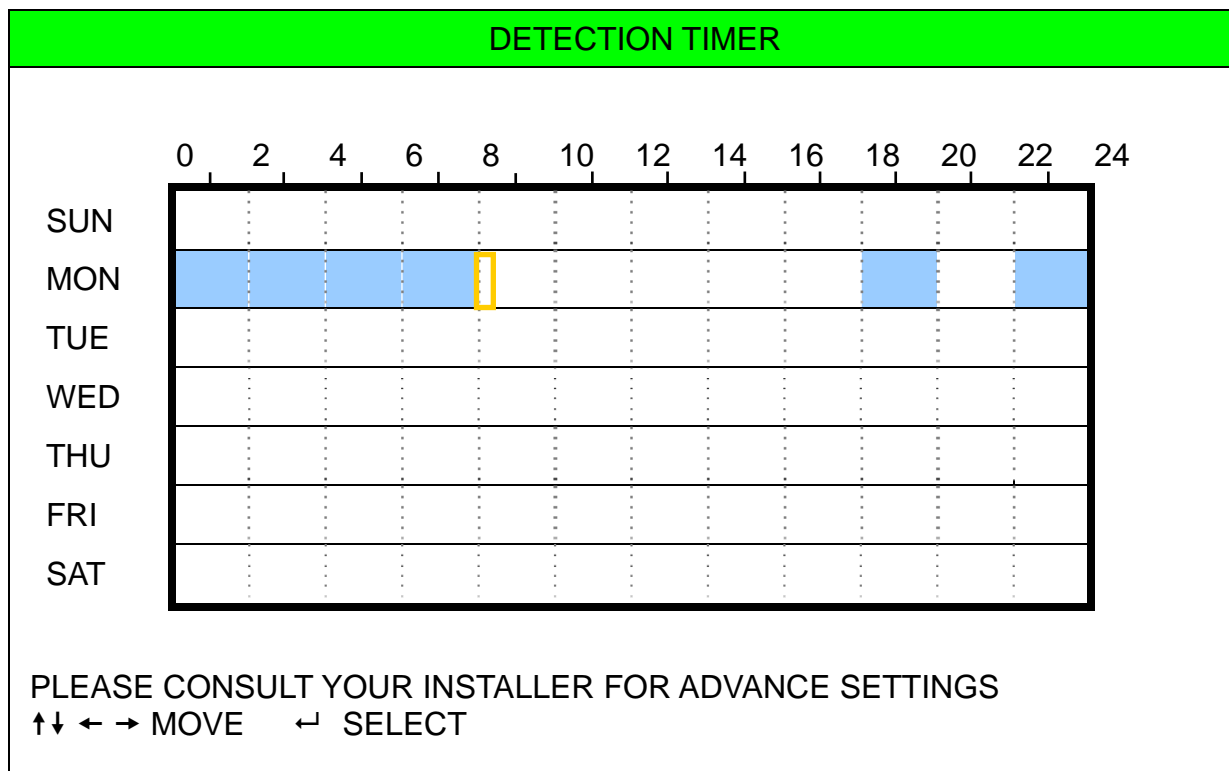 DETECTION TIMER
0 2 4 6 8 10 12 14 16 18 20 22 24
SUN
MON
TUE
WED
THU
FRI
SAT
PLEASE CONSULT YOUR INSTALLER FOR ADVANCE SETTINGS
↑↓ ← → MOVE ↵ SELECT